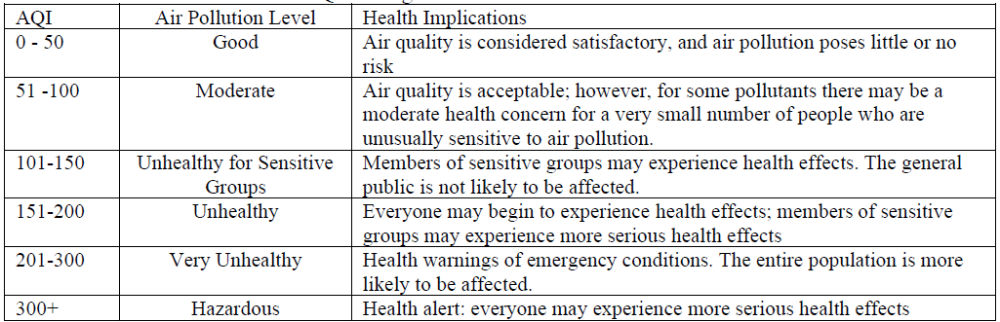 AQI Air Pollution Level Health Implications
0 - 50 Good Air quality is considered satisfactory, and air pollution poses little or no
risk
51 -100 Moderate Air quality is acceptable; however, for some pollutants there may be a
moderate health concern for a very small number of people who are
unusually sensitive to air pollution.
101-150 Unhealthy for Sensitive Members of sensitive groups may experience health effects. The general
Groups public is not likely to be affected.
151-200 Unhealthy Everyone may begin to experience health effects; members of sensitive
groups may experience more serious health effects
201-300 Very Unhealthy Health warnings of emergency conditions. The entire population is more
likely to be affected.
300+ Hazardous Health alert: everyone may experience more serious health effects